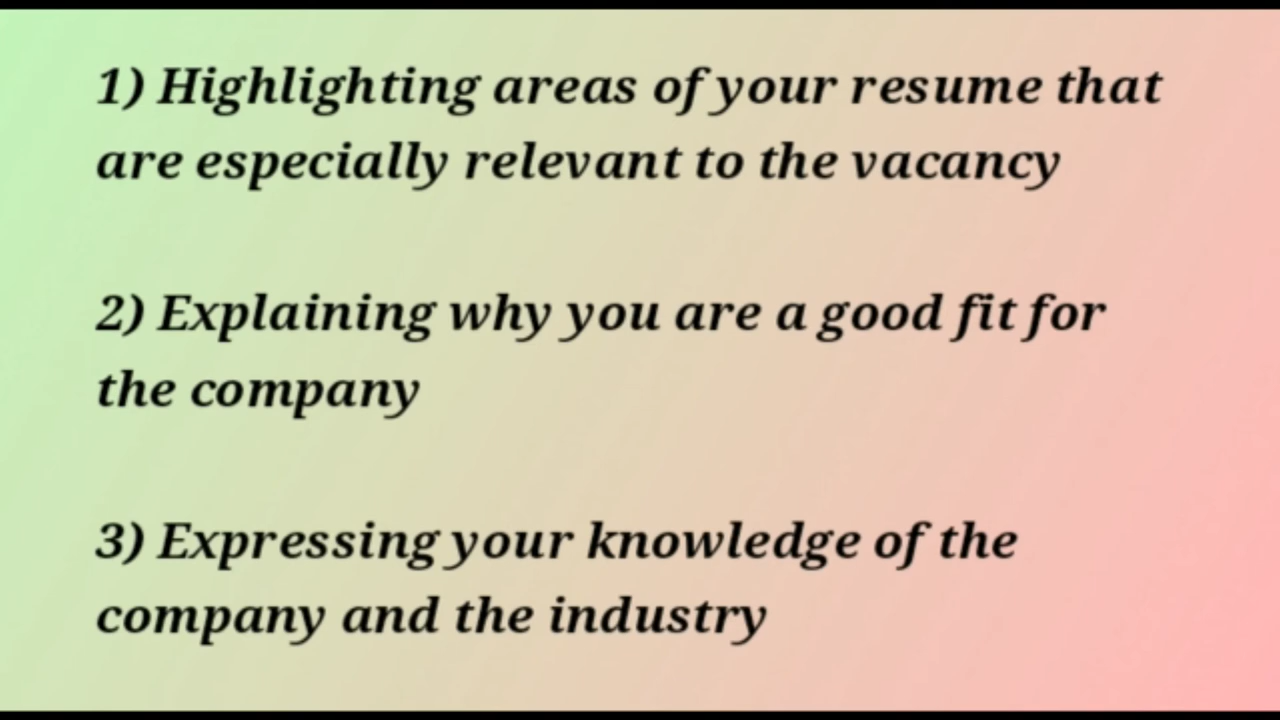 1) Highlighting areas of your resume that
are especially relevant to the vacancy
2) Explaining why you are a good fit for
the company
3) Expressing your knowledge of the
company and the industry